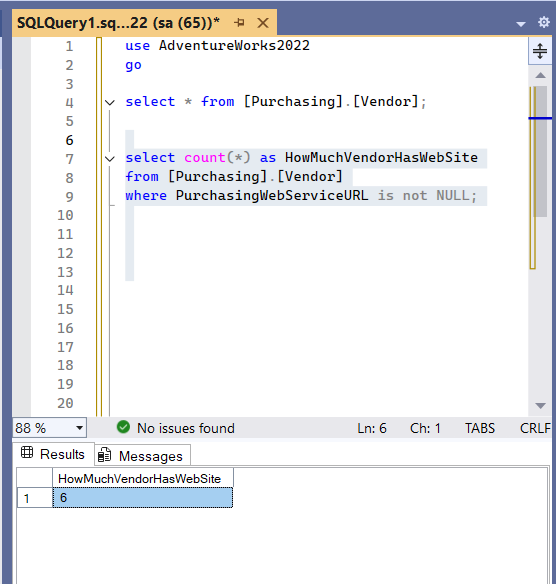 SQLQuery1.sq...22 (sa (65))*
1 use AdventureWorks2022
2 go
3
4 select * from [Purchasing].[Vendor];
5
6
7 select count(*) as HowMuchVendorHasWebSite
8 from [Purchasing].[Vendor]
9 where PurchasingWebServiceURL is not NULL;
10
11
12
13
14
15
16
17
18
19
20
88 % No issues found Ln: 6 Ch: 1 TABS CRLF
Results Messages
HowMuchVendorHasWebSite
1 6